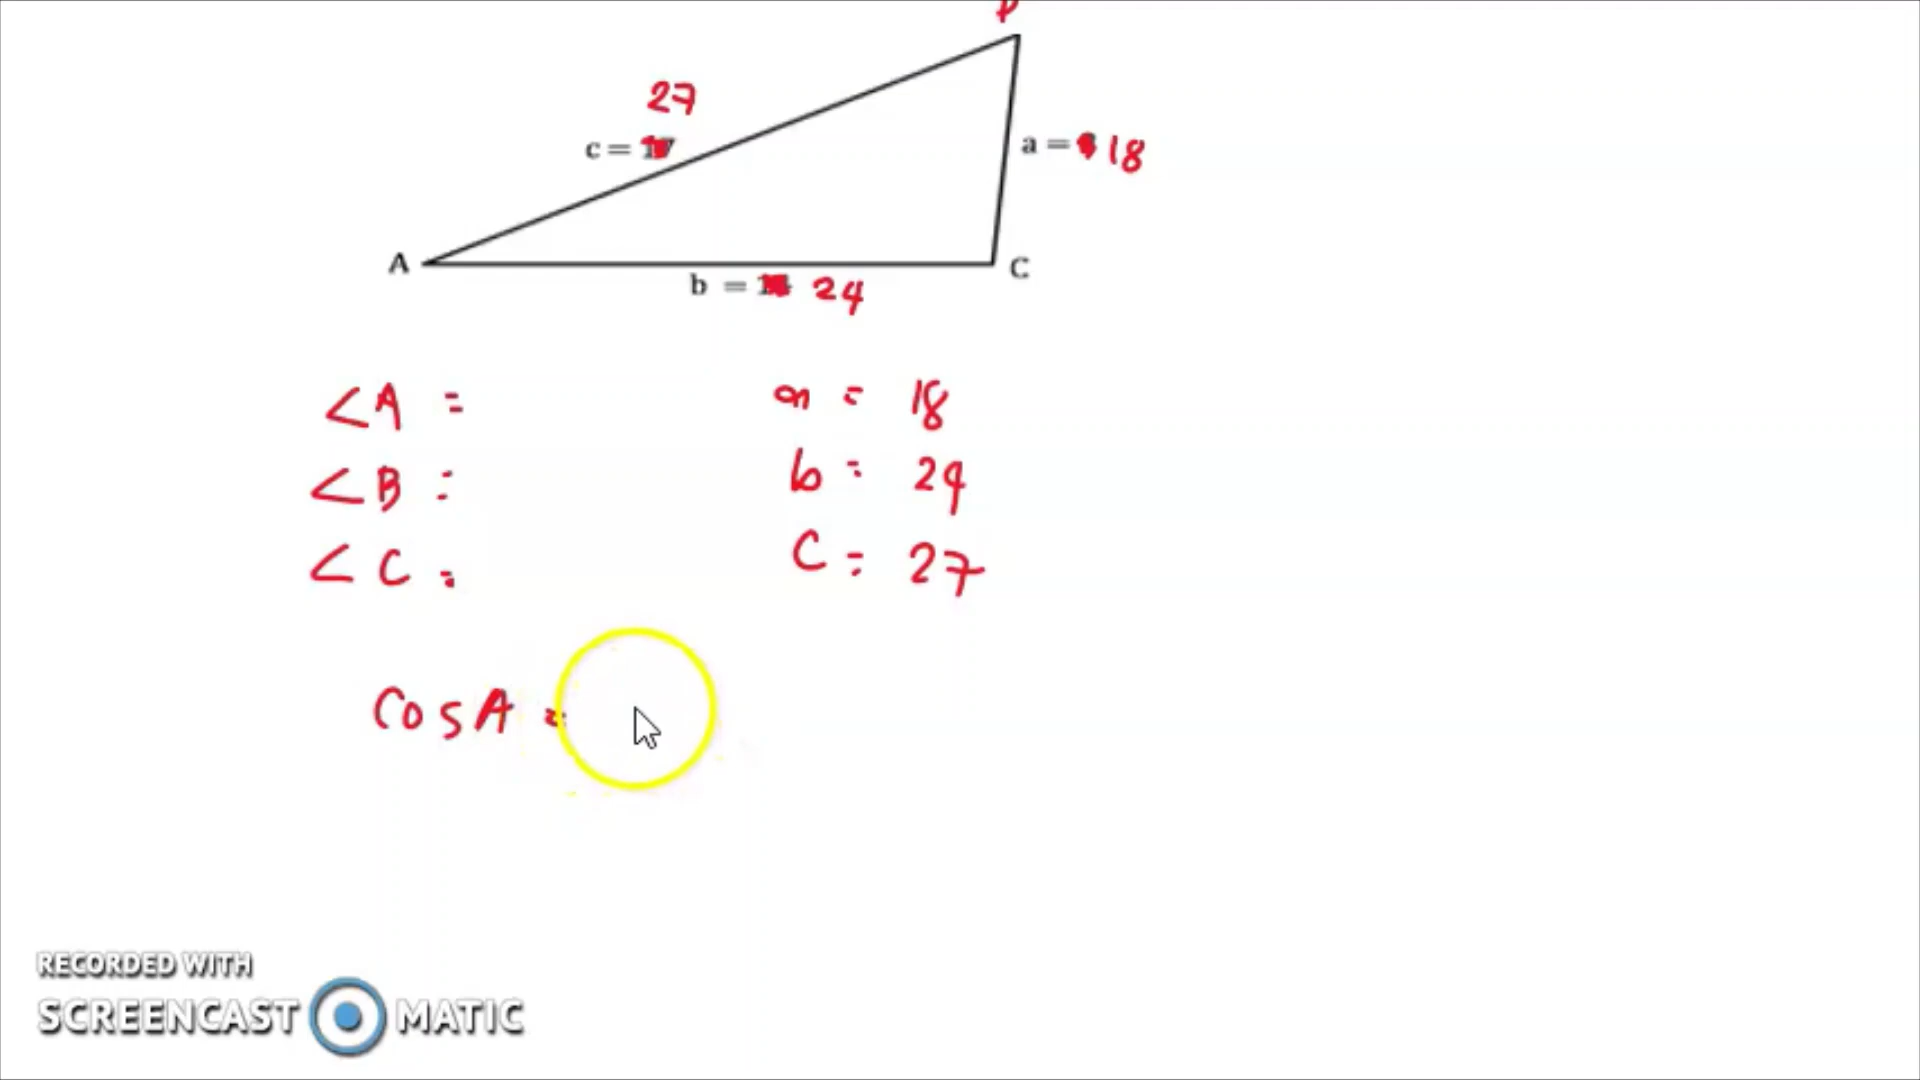 27
c =
a = 18
A
C
b = 24
<A =
a = 18
<B =
b = 24
<C =
C = 27
COSA =
RECORDED WITH
SCREENCAST MATIC